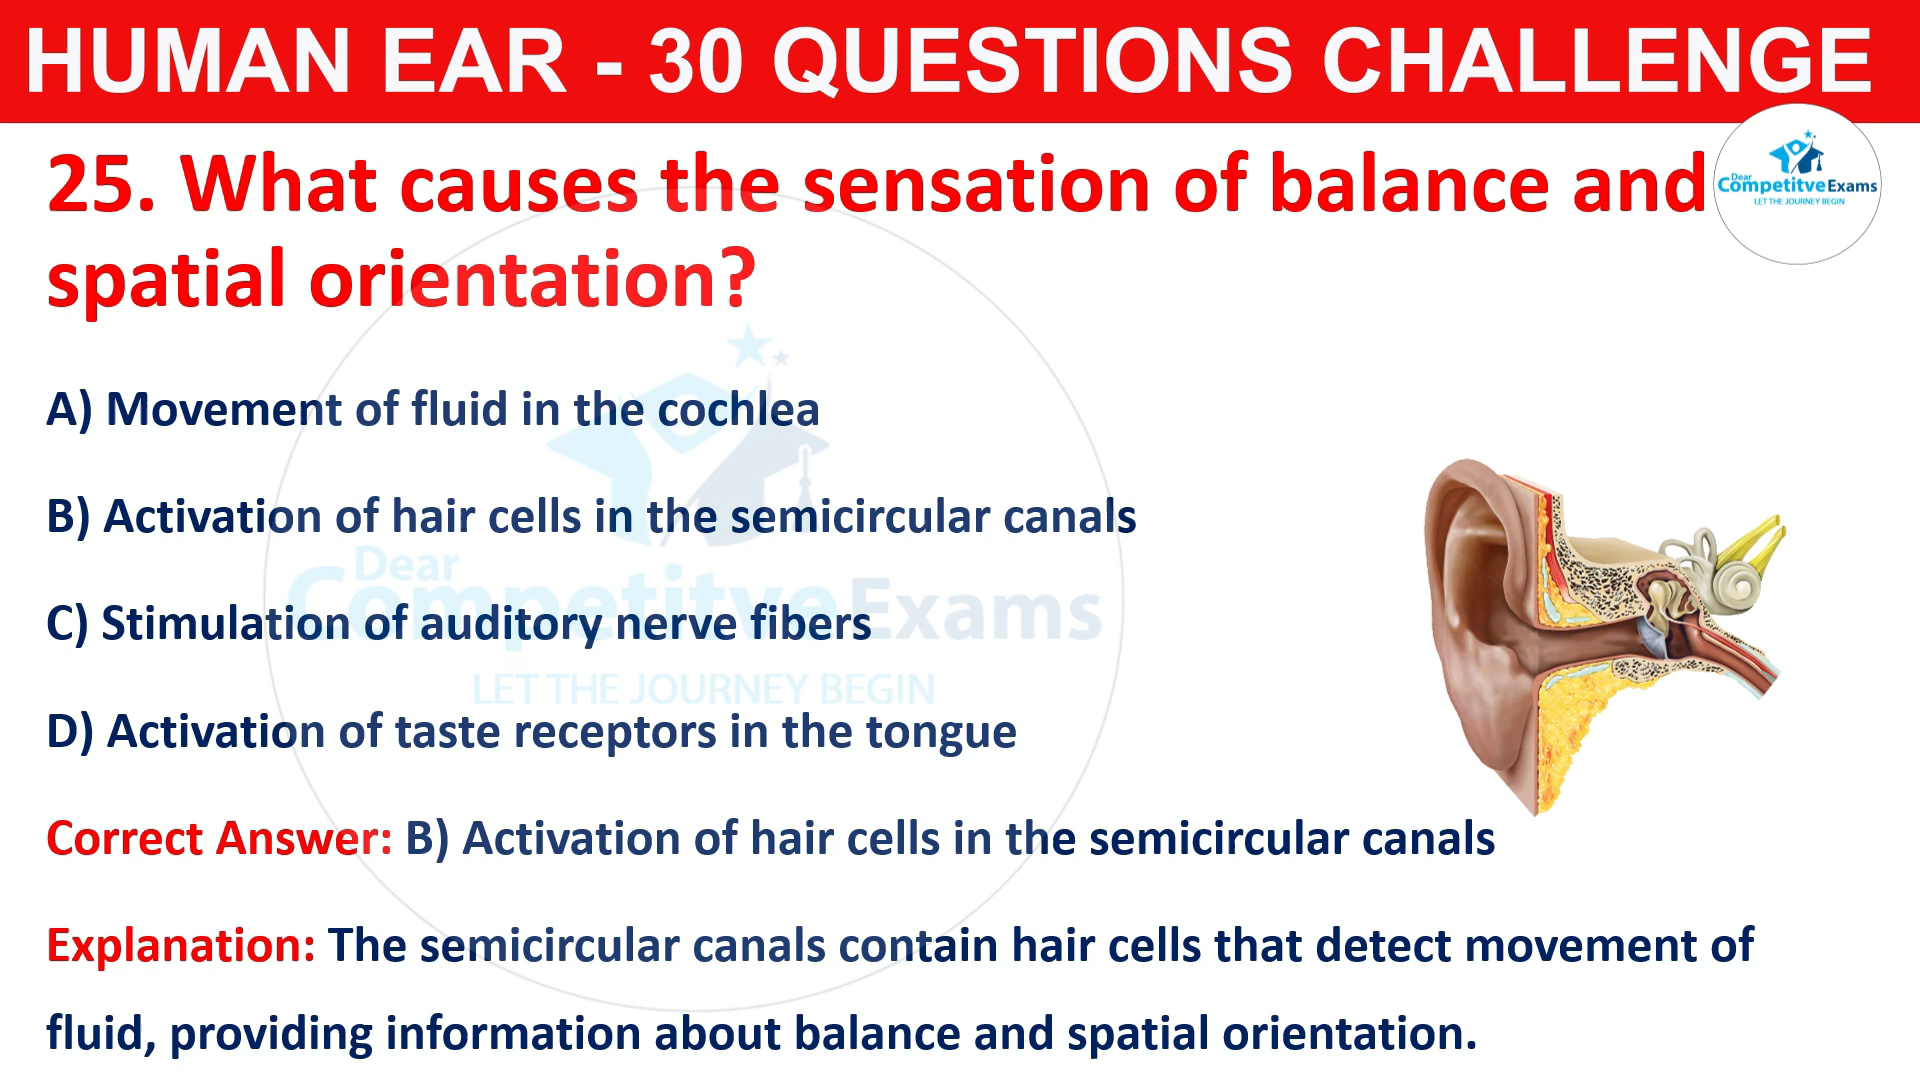 HUMAN EAR - 30 QUESTIONS CHALLENGE
25. What causes the sensation of balance and
spatial orientation?
Dear
CompetitveExams
LET THE JOURNEY BEGIN
A) Movement of fluid in the cochlea
B) Activation of hair cells in the semicircular canals
Dear
CompetitveExams
C) Stimulation of auditory nerve fibers
LET THE JOURNEY BEGIN
D) Activation of taste receptors in the tongue
Correct Answer: B) Activation of hair cells in the semicircular canals
Explanation: The semicircular canals contain hair cells that detect movement of
fluid, providing information about balance and spatial orientation.